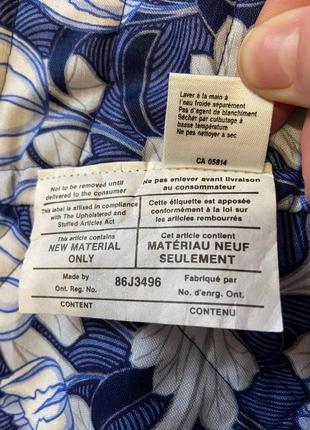 Laver à la main à
l'eau froide séparément
Pas d'agent de blanchiment
Sécher par culbutage à
basse température
Ne pas nettoyer à sec
CA 05814
Not to be removed until
delivered to the consumer
Ne pas enlever avant livraison
au consommateur
This label is affixed in compliance
with The Upholstered and
Stuffed Articles Act
Cette étiquette est apposée
conformément à la loi sur
les articles rembourrés
This article contains
NEW MATERIAL
ONLY
Cet article contient
MATÉRIAU NEUF
SEULEMENT
Made by
Ont. Reg. No.
86J3496
Fabriqué par
No. d'enrg. Ont.
CONTENT
CONTENU